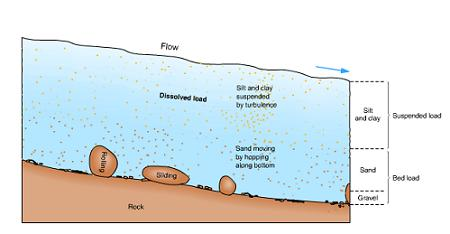 Flow
Dissolved load
Silt and clay
suspended
by turbulence
Silt
and clay
Suspended load
Sand moving
by hopping
along bottom
Rolling
Sliding
Sand
Bed load
Gravel
Rock